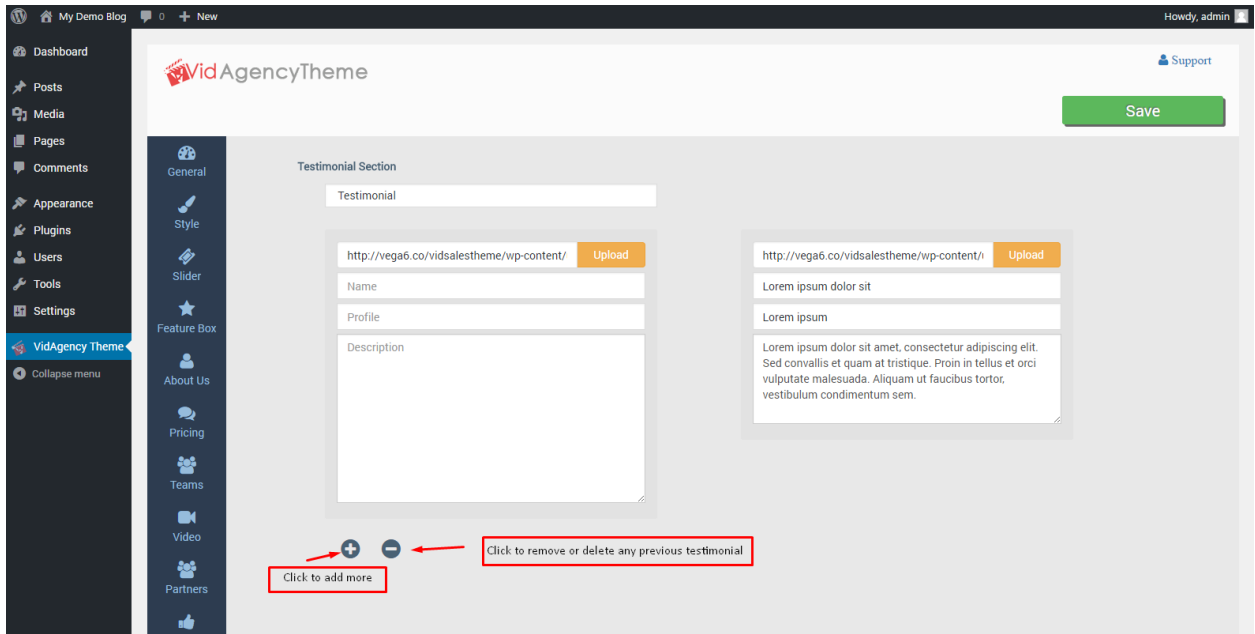 My Demo Blog 0 + New Howdy, admin
Dashboard
Posts
Media
Pages
Comments
Appearance
Plugins
Users
Tools
Settings
VidAgency Theme
Collapse menu
VidAgencyTheme
Support
Save
General
Style
Slider
Feature Box
About Us
Pricing
Teams
Video
Partners
Testimonial Section
Testimonial
http://vega6.co/vidsalestheme/wp-content/ Upload
Name
Profile
Description
http://vega6.co/vidsalestheme/wp-content/ Upload
Lorem ipsum dolor sit
Lorem ipsum
Lorem ipsum dolor sit amet, consectetur adipiscing elit.
Sed convallis et quam at tristique. Proin in tellus et orci
vulputate malesuada. Aliquam ut faucibus tortor,
vestibulum condimentum sem.
Click to remove or delete any previous testimonial
Click to add more